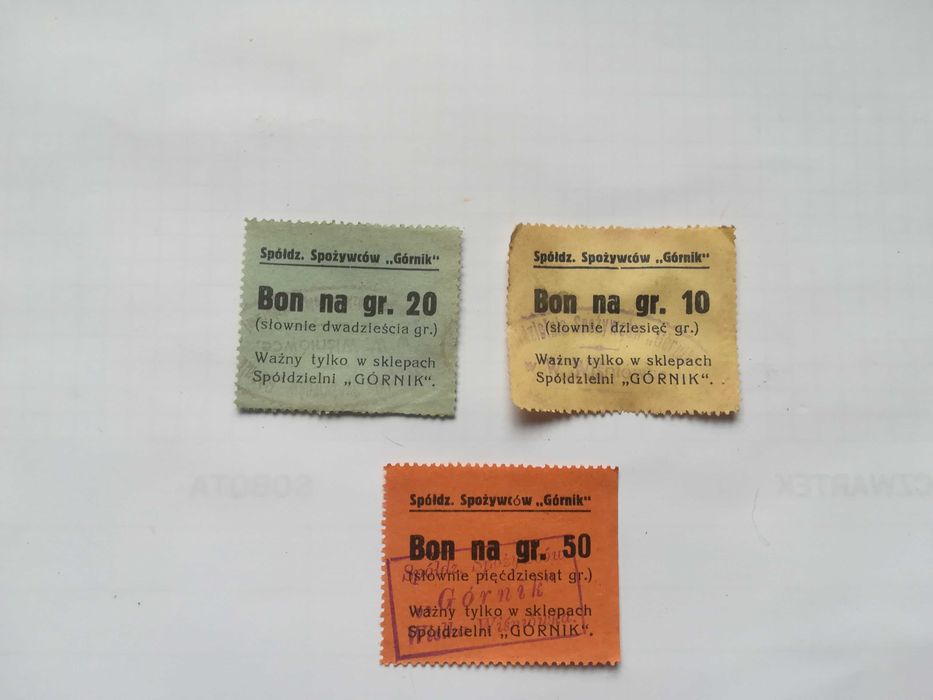 Spółdz. Spożywców „Górnik"
Bon na gr. 20
(słownie dwadzieścia gr.)
Ważny tylko w sklepach
Spółdzielni „GÓRNIK".
Spółdz. Spożywców „Górnik"
Bon na gr. 10
(słownie dziesięć gr.)
Ważny tylko w sklepach
Spółdzielni „GÓRNIK".
Spółdz. Spożywców „Górnik"
Bon na gr. 50
(słownie pięćdziesiąt gr.)
Ważny tylko w sklepach
Spółdzielni „GÓRNIK".
Spółdz.
Górnik
CZWARTEK
SOBOTA